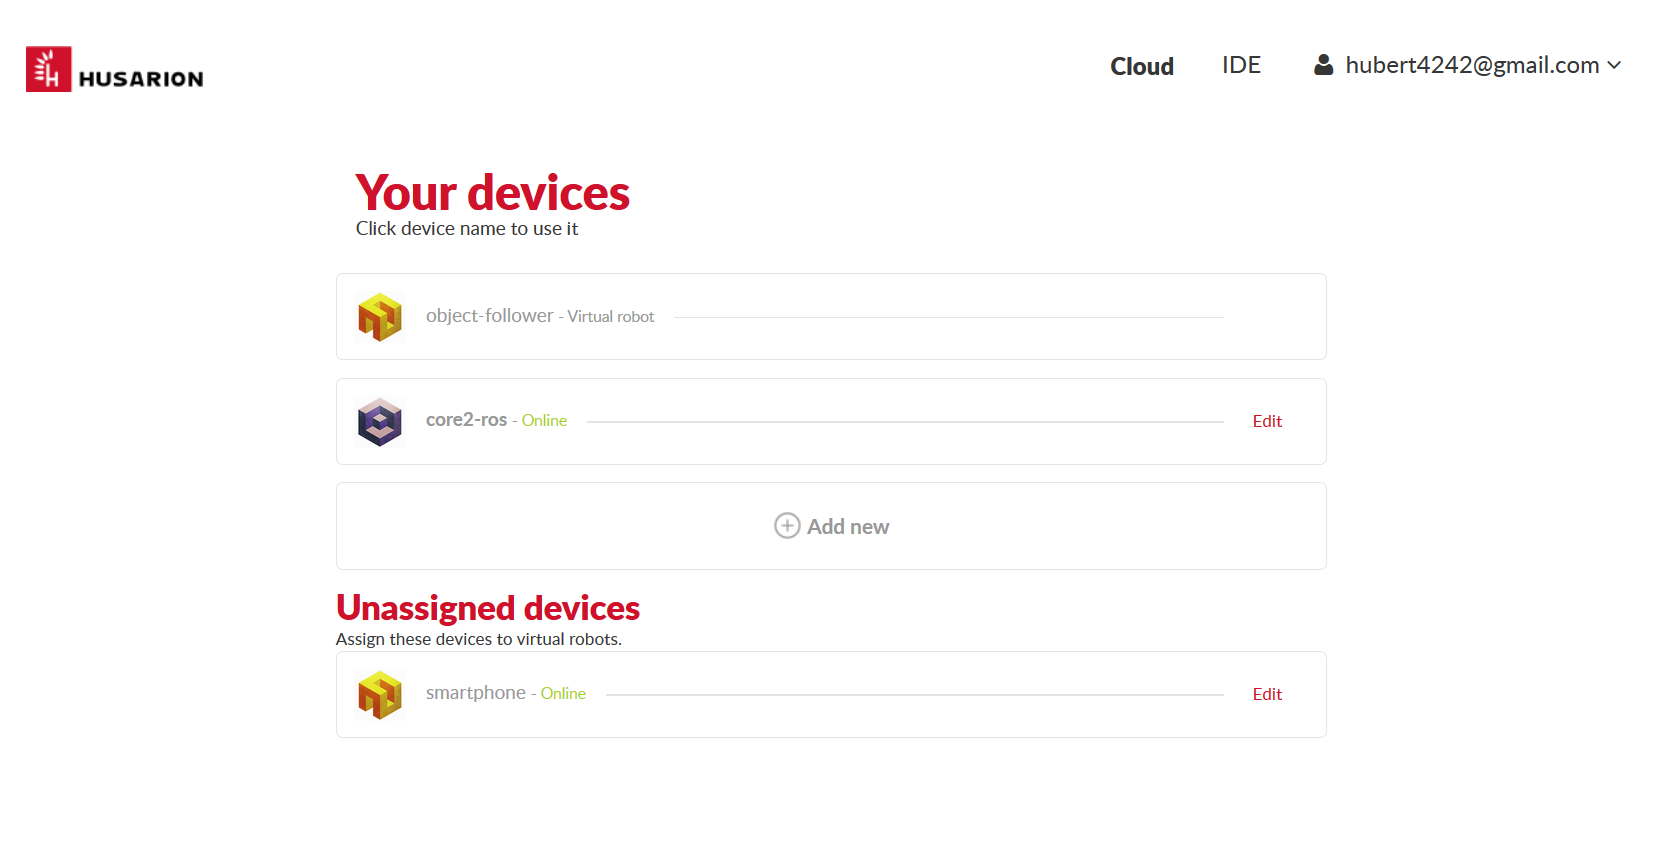 HUSARION
Cloud IDE hubert4242@gmail.com
Your devices
Click device name to use it
object-follower - Virtual robot
core2-ros - Online Edit
Add new
Unassigned devices
Assign these devices to virtual robots.
smartphone - Online Edit